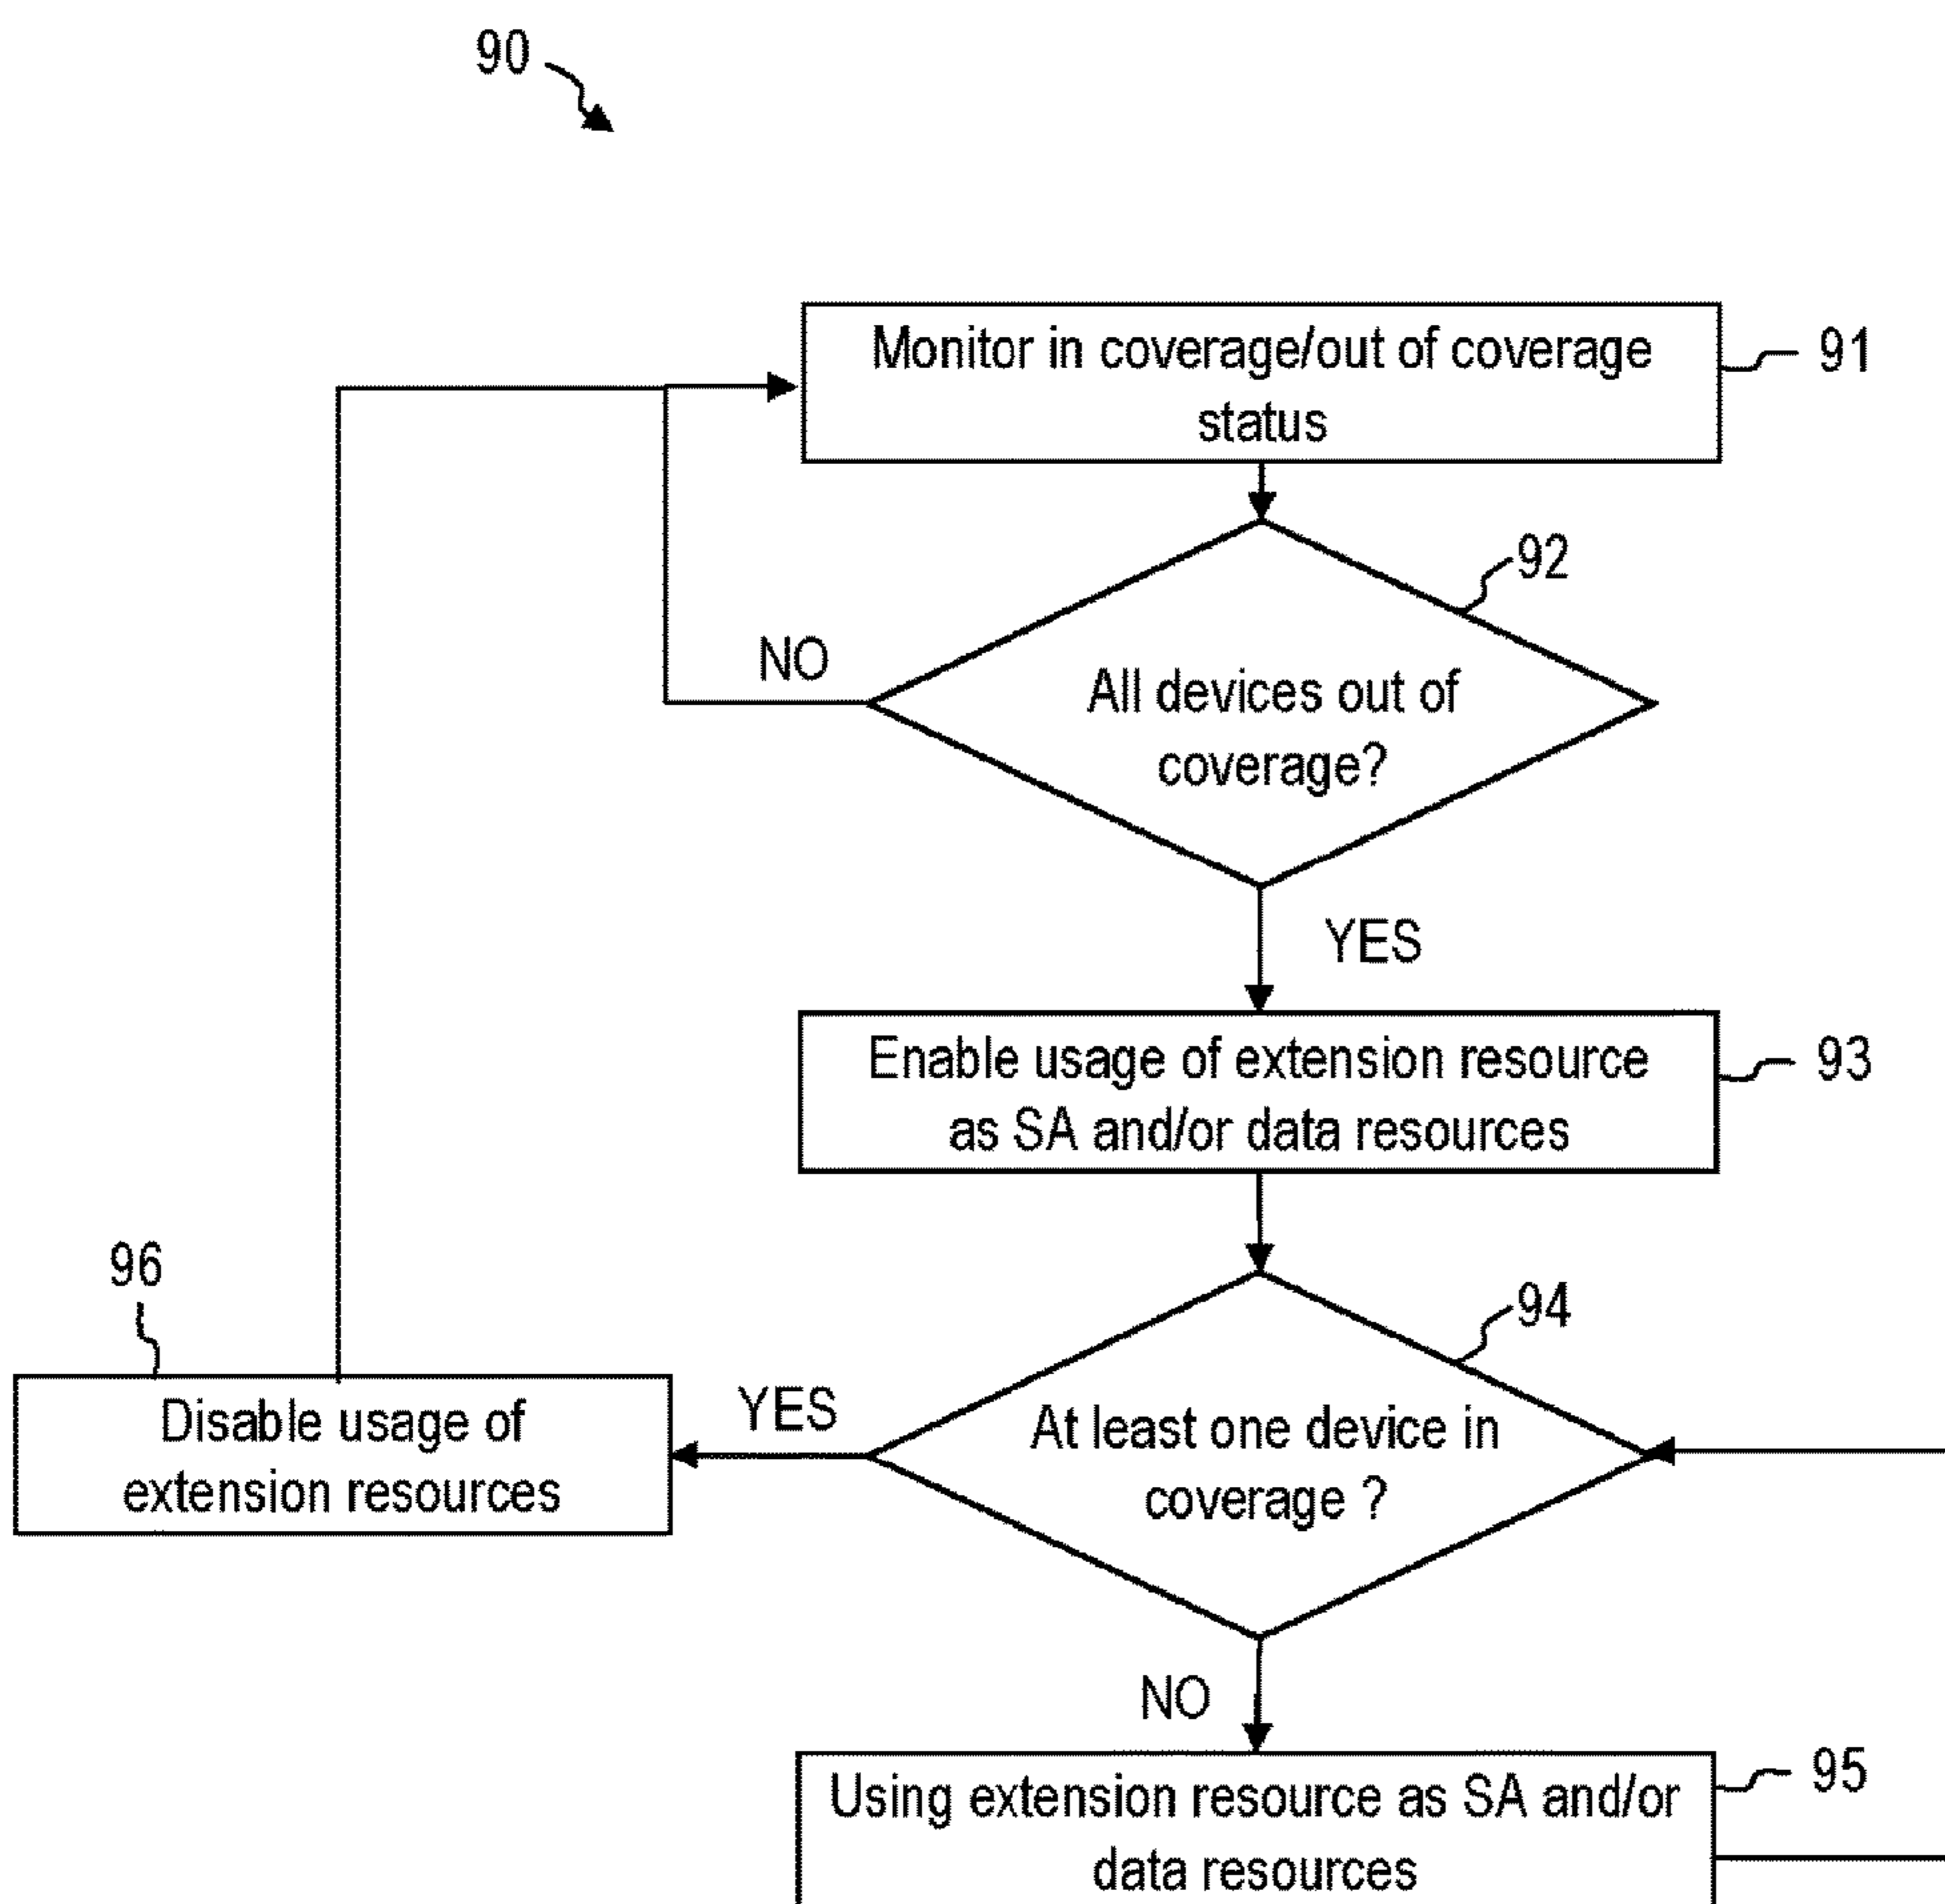 90
Monitor in coverage/out of coverage
status
91
92
NO
All devices out of
coverage?
YES
Enable usage of extension resource
as SA and/or data resources
93
96
94
Disable usage of
extension resources
YES
At least one device in
coverage ?
NO
Using extension resource as SA and/or
data resources
95